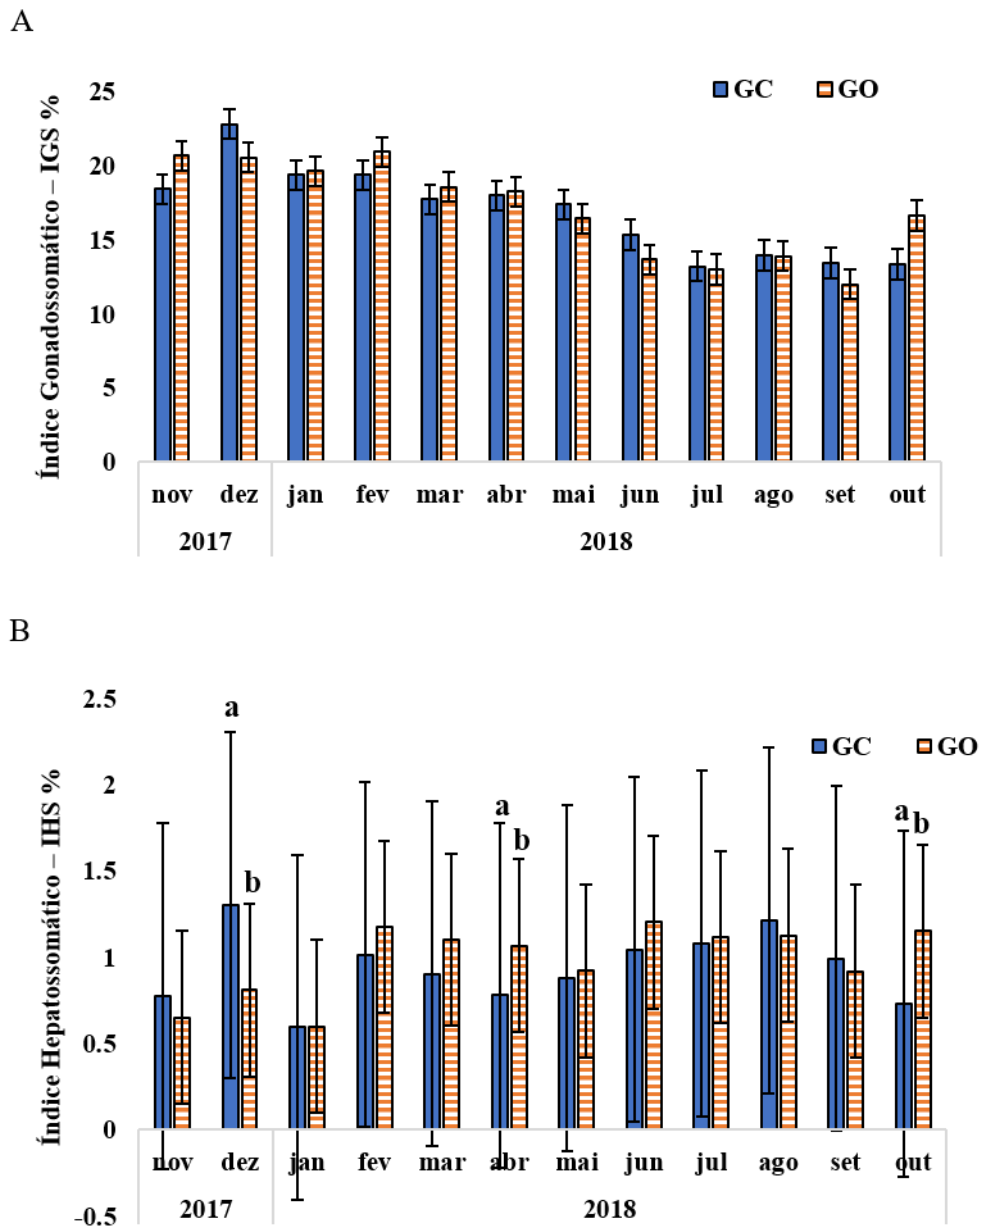 A
Índice Gonadossomático – IGS %
25
20
15
10
5
0
GC GO
nov dez jan fev mar abr mai jun jul ago set out
2017 2018
B
Índice Hepatossomático – IHS %
2.5
2
1.5
1
0.5
0
-0.5
GC GO
a
b
a
b
a
b
nov dez jan fev mar abr mai jun jul ago set out
2017 2018